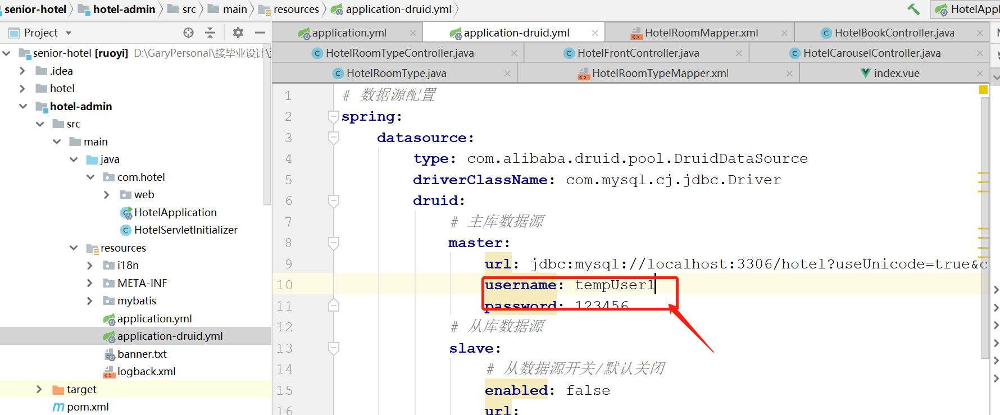 senior-hotel hotel-admin src main resources application-druid.yml HotelAppl
Project
application.yml application-druid.yml HotelRoomMapper.xml HotelBookController.java
HotelRoomTypeController.java HotelFrontController.java HotelCarouselController.java
HotelRoomType.java HotelRoomTypeMapper.xml index.vue
senior-hotel [ruoyi] D:\GaryPersonal\接毕业设计\
.idea
hotel
hotel-admin
src
main
java
com.hotel
web
HotelApplication
HotelServletInitializer
resources
i18n
META-INF
mybatis
application.yml
application-druid.yml
banner.txt
logback.xml
target
pom.xml
1 # 数据源配置
2 spring:
3 datasource:
4 type: com.alibaba.druid.pool.DruidDataSource
5 driverClassName: com.mysql.cj.jdbc.Driver
6 druid:
7 # 主库数据源
8 master:
9 url: jdbc:mysql://localhost:3306/hotel?useUnicode=true&c
10 username: tempUser1
11 password: 123456
12 # 从库数据源
13 slave:
14 # 从数据源开关/默认关闭
15 enabled: false
16 url: